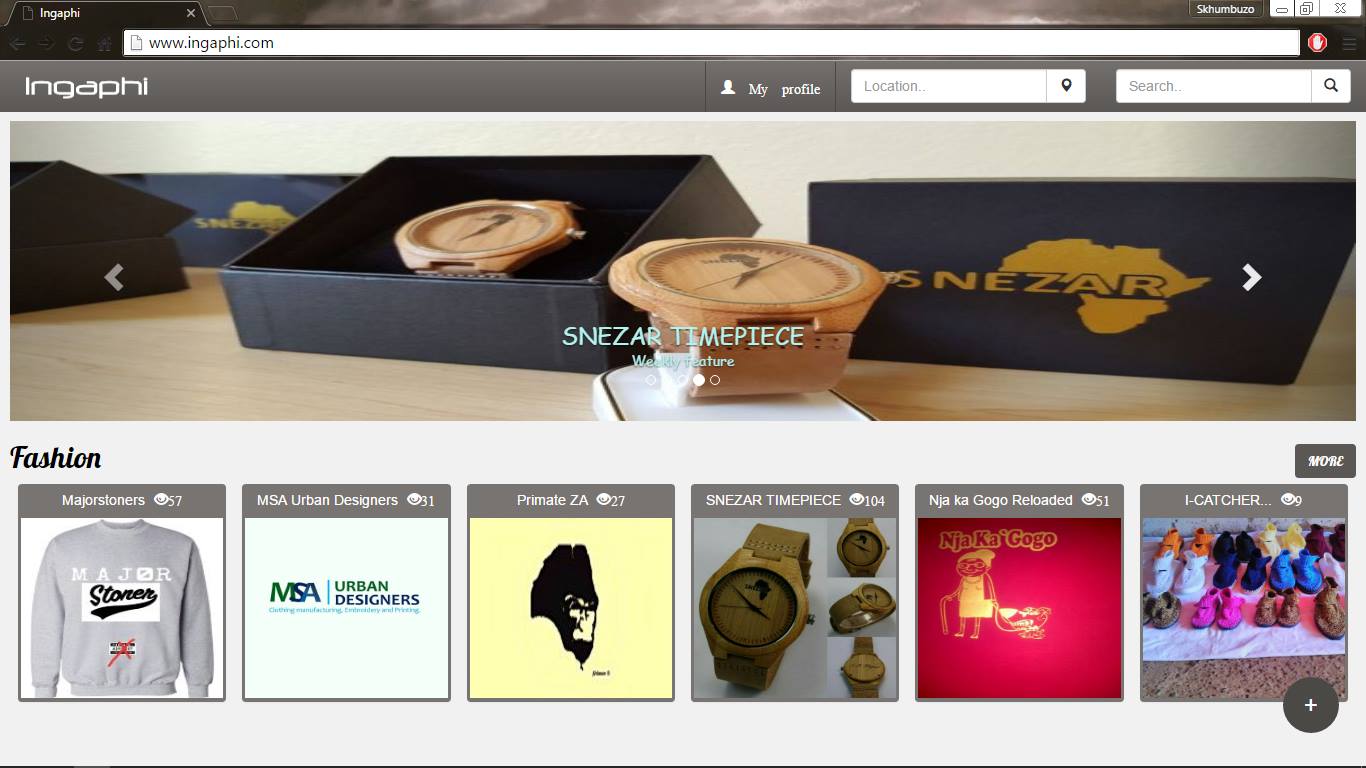 Ingaphi
Skhumbuzo
www.ingaphi.com
Ingaphi
My profile
Location..
Search..
SNEZAR
SNEZAR
SNEZAR
SNEZAR TIMEPIECE
Weekly feature
Fashion
MORE
Majorstoners 57
MSA Urban Designers 31
Primate ZA 27
SNEZAR TIMEPIECE 104
Nja ka Gogo Reloaded 51
I-CATCHER... 9
MAJØR
Stoner
MSA URBAN
DESIGNERS
Clothing manufacturing, Embroidery and Printing.
Nja Ka'Gogo
+